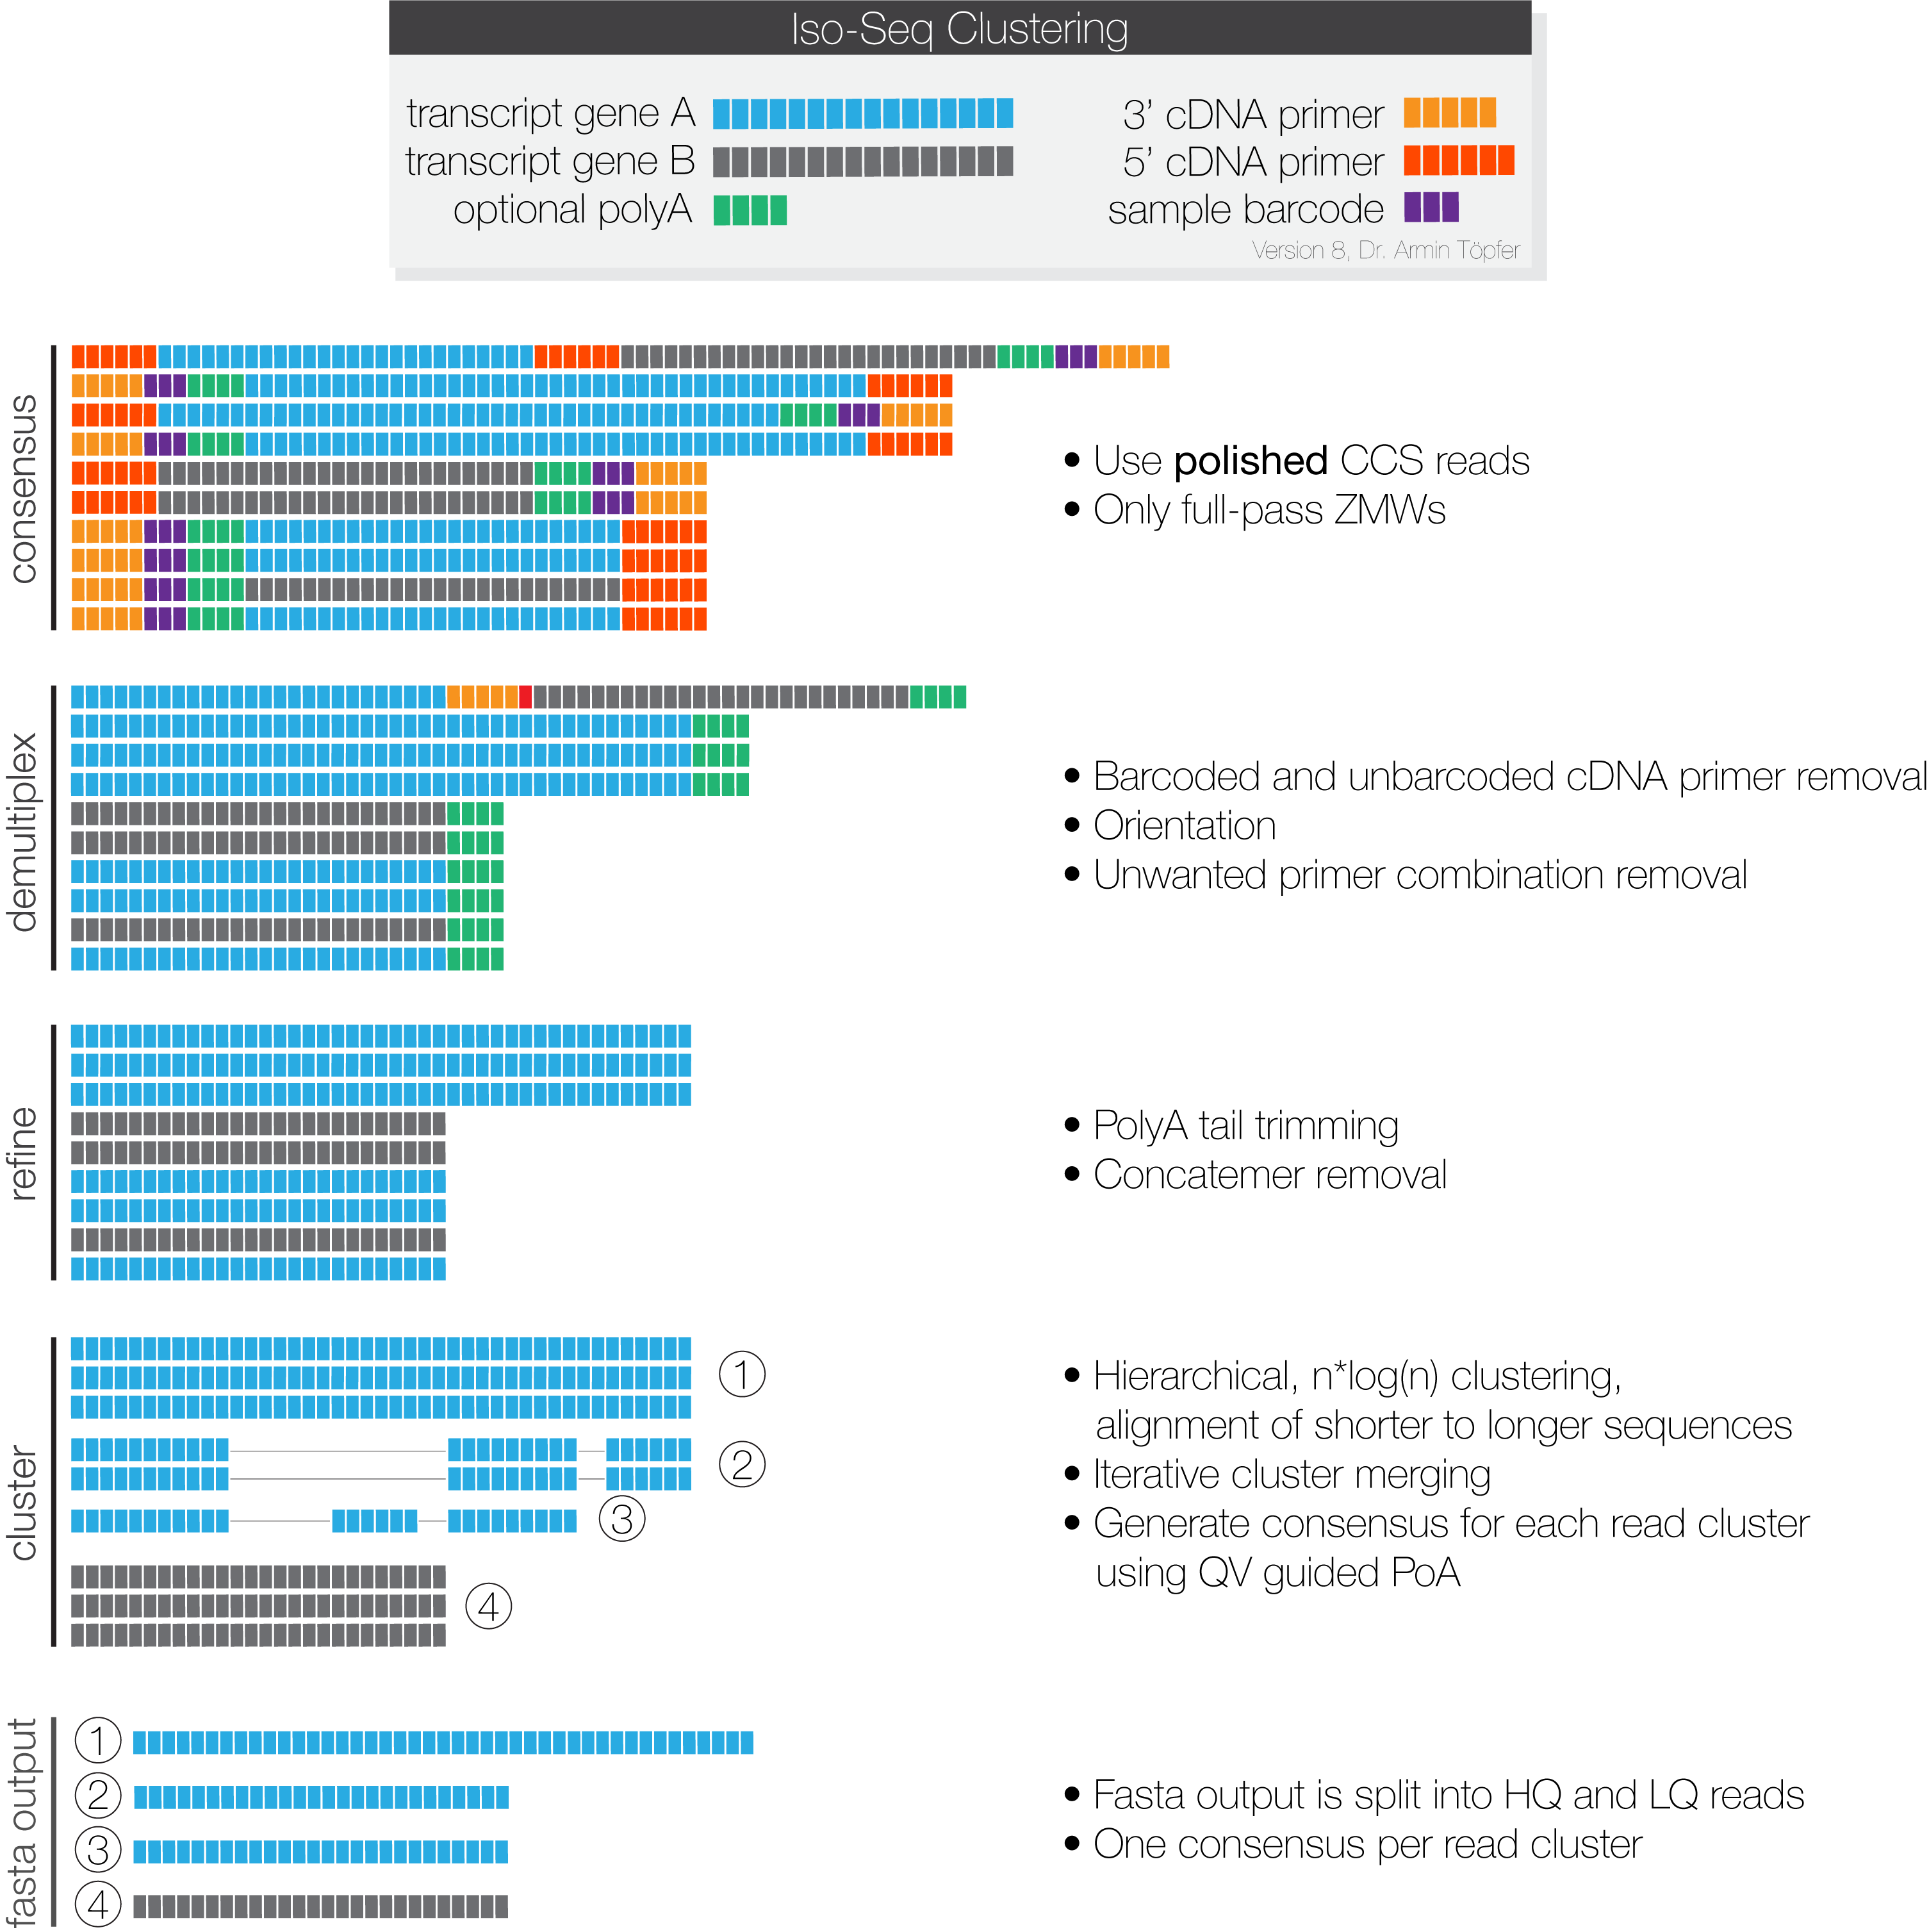 Iso-Seq Clustering
transcript gene A
transcript gene B
optional polyA
3’ cDNA primer
5’ cDNA primer
sample barcode
Version 8, Dr. Armin Töpfer
consensus
• Use polished CCS reads
• Only full-pass ZMWs
demultiplex
• Barcoded and unbarcoded cDNA primer removal
• Orientation
• Unwanted primer combination removal
refine
• PolyA tail trimming
• Concatemer removal
cluster
1
2
3
4
• Hierarchical, n*log(n) clustering,
alignment of shorter to longer sequences
• Iterative cluster merging
• Generate consensus for each read cluster
using QV guided PoA
fasta output
1
2
3
4
• Fasta output is split into HQ and LQ reads
• One consensus per read cluster